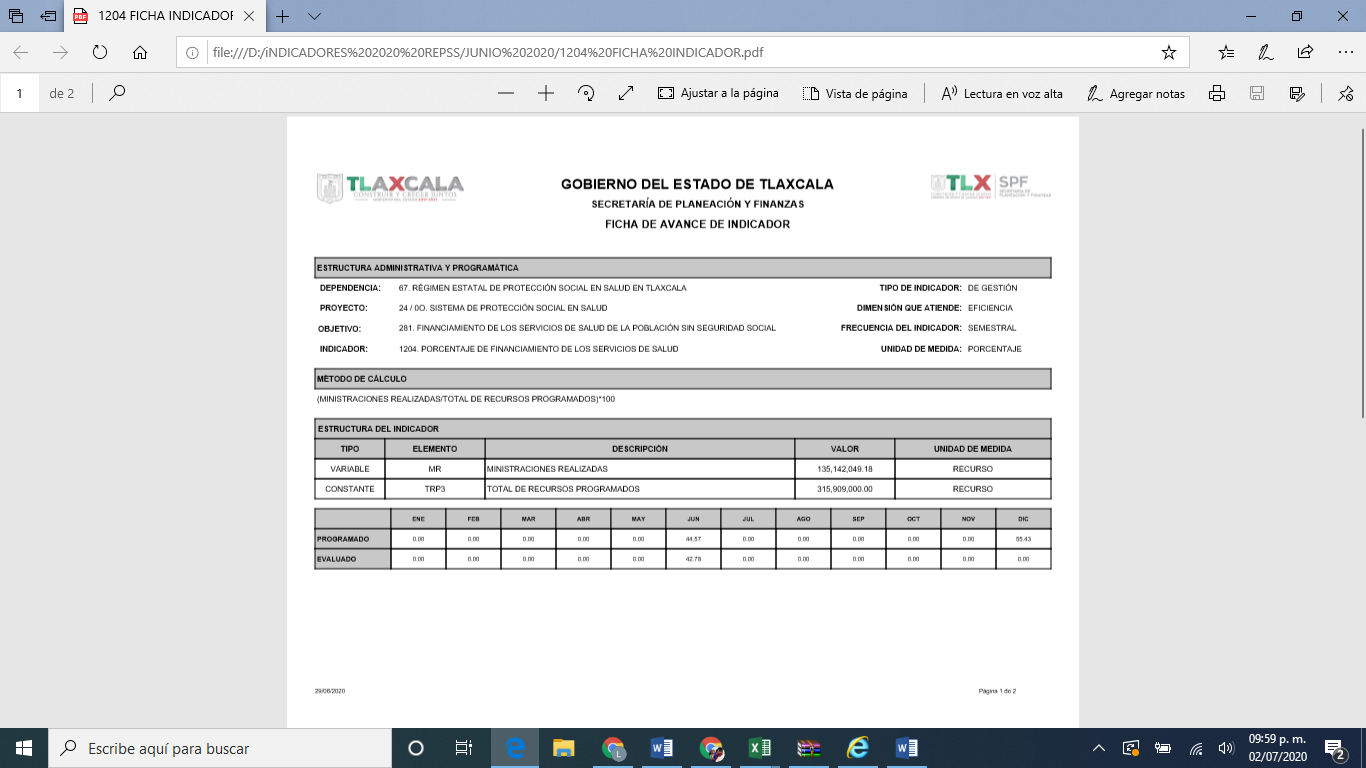 1204 FICHA INDICADOR
file:///D:/iNDICADORES%202020%20REPSS/JUNIO%202020/1204%20FICHA%20INDICADOR.pdf
1 de 2 Ajustar a la página Vista de página Lectura en voz alta Agregar notas
TLAXCALA
CONSTRUIR Y CRECER JUNTOS
GOBIERNO DEL ESTADO DE TLAXCALA
TLX SPF
SECRETARÍA DE PLANEACIÓN Y FINANZAS
FICHA DE AVANCE DE INDICADOR
ESTRUCTURA ADMINISTRATIVA Y PROGRAMÁTICA
DEPENDENCIA: 67. RÉGIMEN ESTATAL DE PROTECCIÓN SOCIAL EN SALUD EN TLAXCALA TIPO DE INDICADOR: DE GESTIÓN
PROYECTO: 24 / 0O. SISTEMA DE PROTECCIÓN SOCIAL EN SALUD DIMENSIÓN QUE ATIENDE: EFICIENCIA
OBJETIVO: 281. FINANCIAMIENTO DE LOS SERVICIOS DE SALUD DE LA POBLACIÓN SIN SEGURIDAD SOCIAL FRECUENCIA DEL INDICADOR: SEMESTRAL
INDICADOR: 1204. PORCENTAJE DE FINANCIAMIENTO DE LOS SERVICIOS DE SALUD UNIDAD DE MEDIDA: PORCENTAJE
MÉTODO DE CÁLCULO
(MINISTRACIONES REALIZADAS/TOTAL DE RECURSOS PROGRAMADOS)*100
ESTRUCTURA DEL INDICADOR
TIPO ELEMENTO DESCRIPCIÓN VALOR UNIDAD DE MEDIDA
VARIABLE MR MINISTRACIONES REALIZADAS 135,142,049.18 RECURSO
CONSTANTE TRP3 TOTAL DE RECURSOS PROGRAMADOS 315,909,000.00 RECURSO
ENE FEB MAR ABR MAY JUN JUL AGO SEP OCT NOV DIC
PROGRAMADO 0.00 0.00 0.00 0.00 0.00 44.57 0.00 0.00 0.00 0.00 0.00 55.43
EVALUADO 0.00 0.00 0.00 0.00 0.00 42.78 0.00 0.00 0.00 0.00 0.00 0.00
29/06/2020 Página 1 de 2
Escribe aquí para buscar
09:59 p. m.
02/07/2020
2